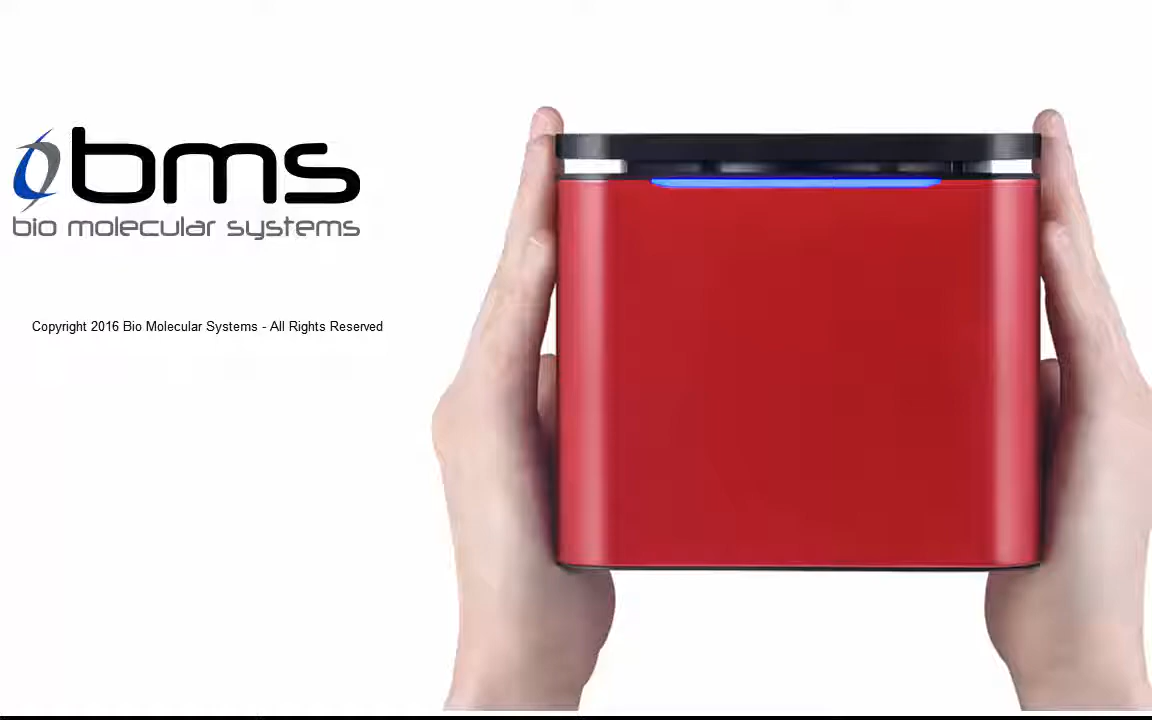 bms
bio molecular systems
Copyright 2016 Bio Molecular Systems - All Rights Reserved